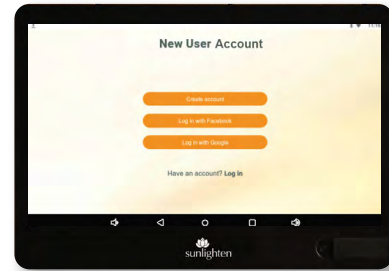 New User Account
Create account
Log in with Facebook
Log in with Google
Have an account? Log in
sunlighten